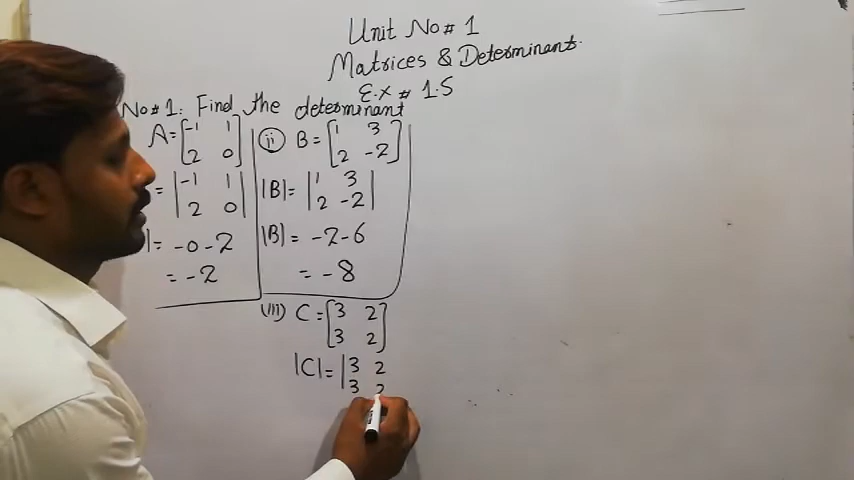 Unit No# 1
Matrices & Determinant.
E.X # 1.5
No#1: Find the determinant
A = [-1 1
2 0]
= |-1 1
2 0|
|= -0-2
= -2
(ii) B = [1 3
2 -2]
|B| = |1 3
2 -2|
|B| = -2-6
= -8
(iii) C = [3 2
3 2]
|C| = |3 2
3 2